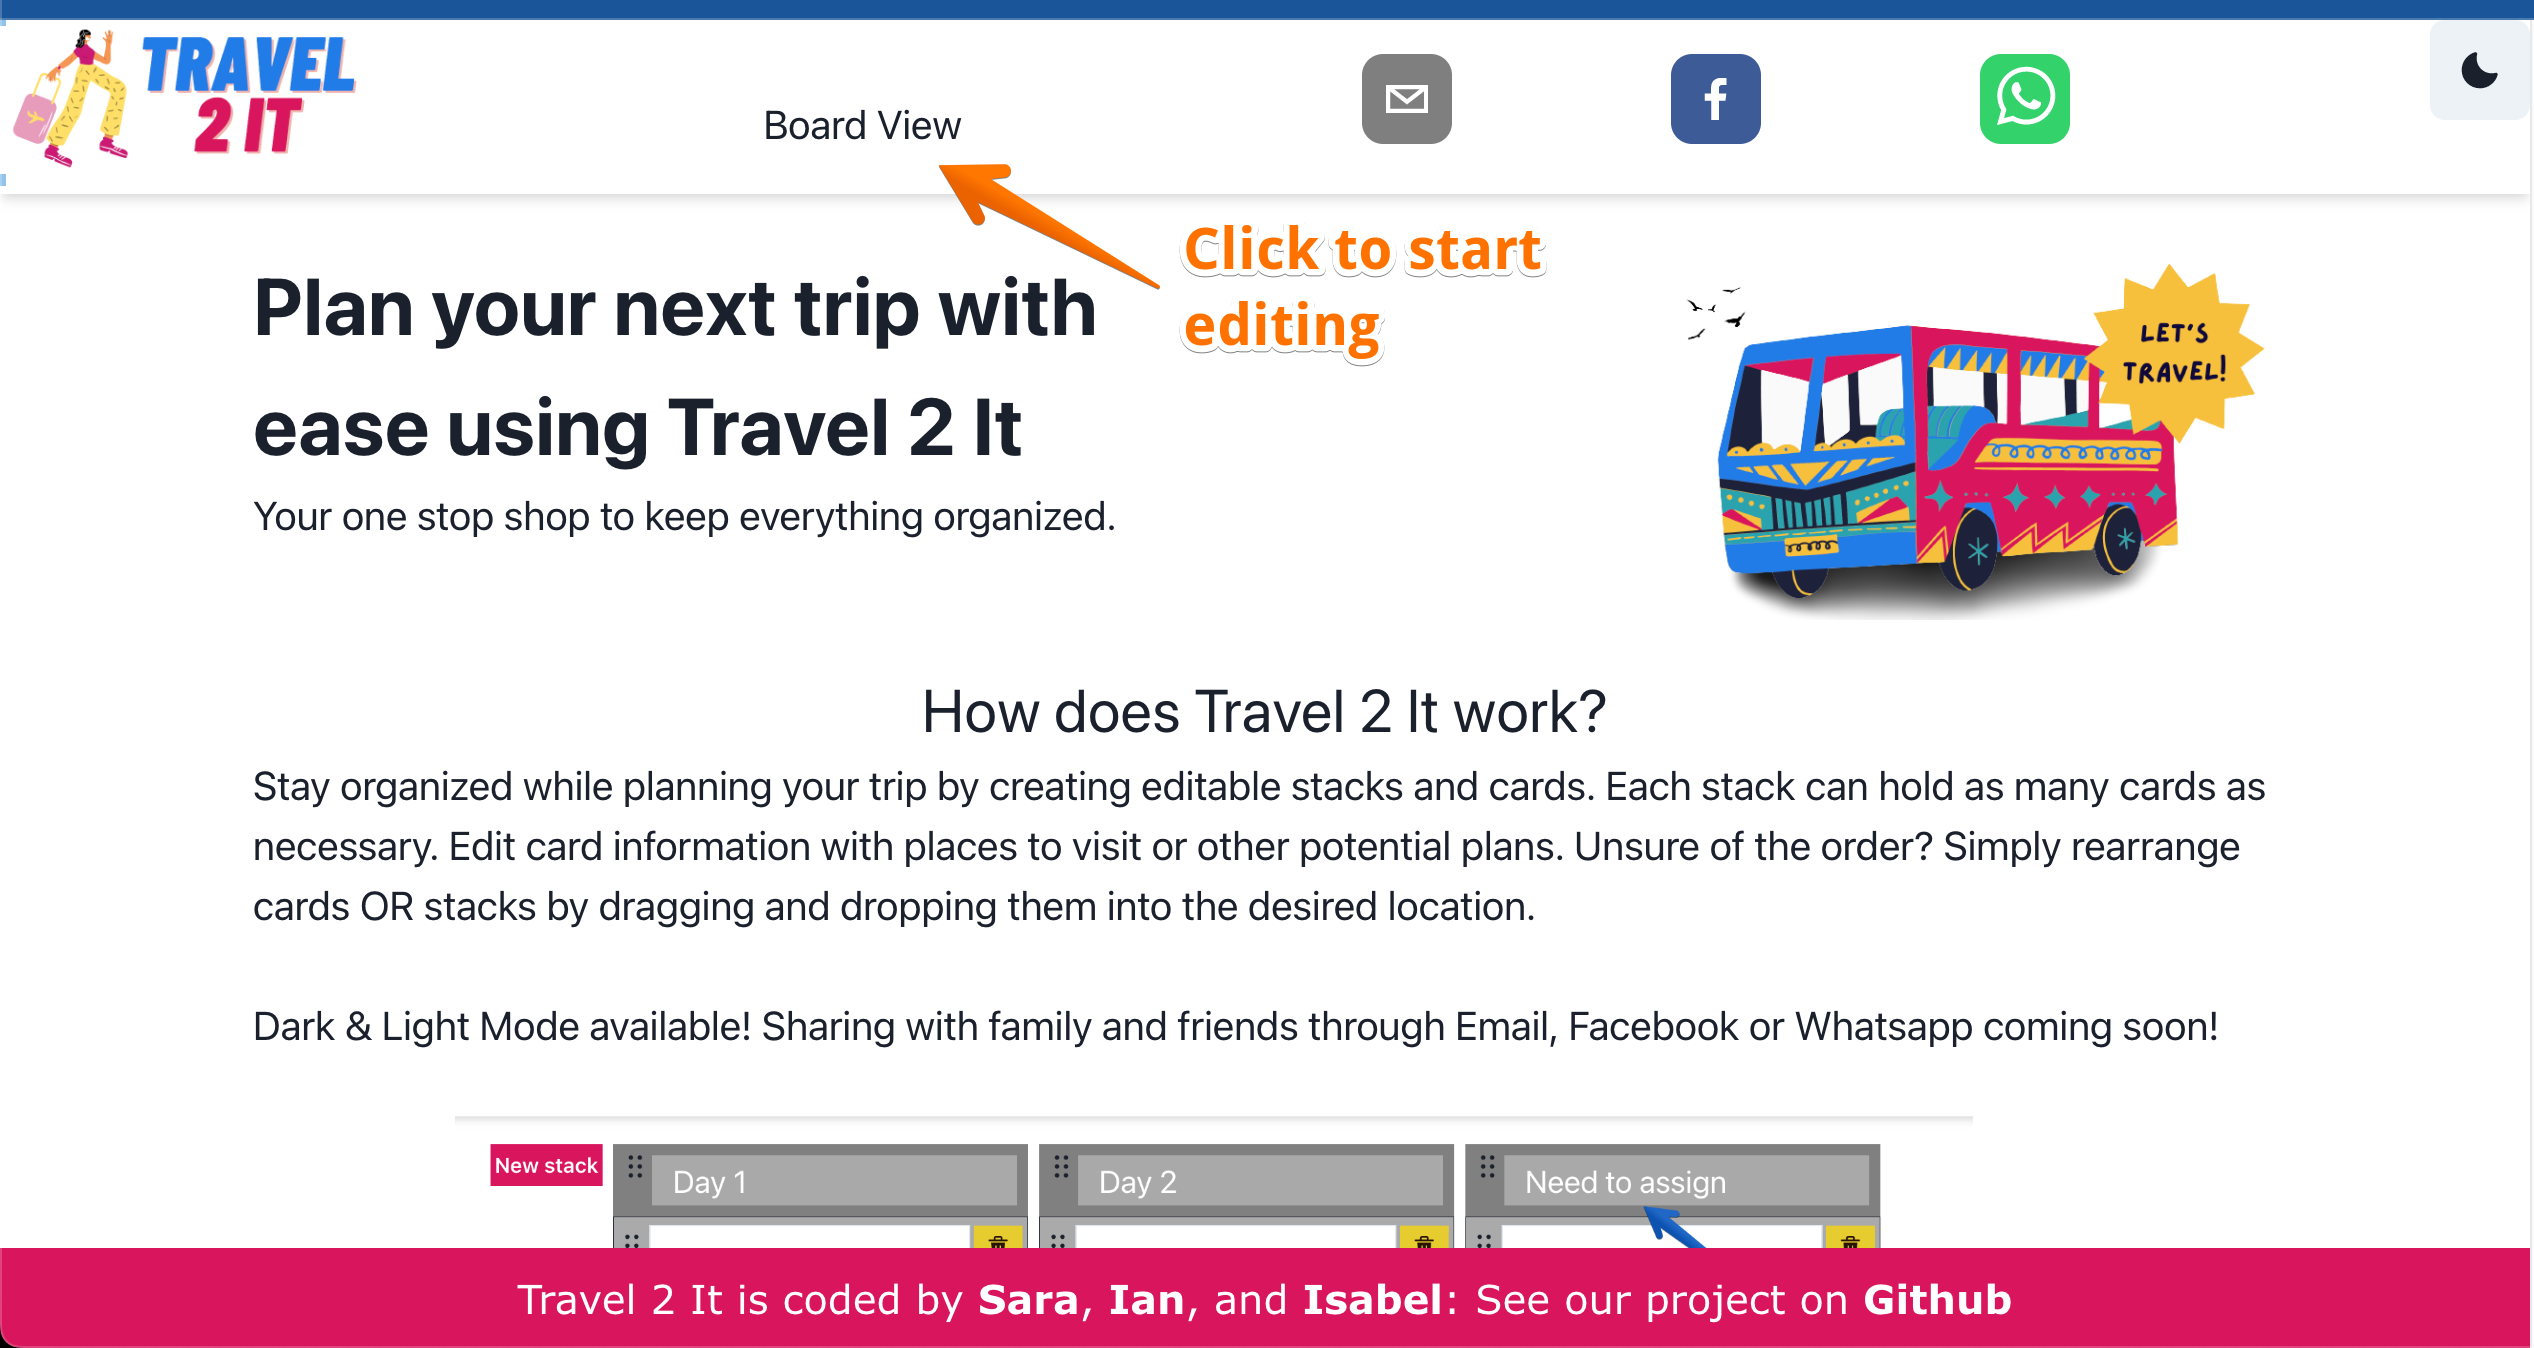 TRAVEL
2 IT
Board View
Click to start
editing
Plan your next trip with
ease using Travel 2 It
Your one stop shop to keep everything organized.
LET'S
TRAVEL!
How does Travel 2 It work?
Stay organized while planning your trip by creating editable stacks and cards. Each stack can hold as many cards as
necessary. Edit card information with places to visit or other potential plans. Unsure of the order? Simply rearrange
cards OR stacks by dragging and dropping them into the desired location.
Dark & Light Mode available! Sharing with family and friends through Email, Facebook or Whatsapp coming soon!
New stack
Day 1
Day 2
Need to assign
Travel 2 It is coded by Sara, Ian, and Isabel: See our project on Github